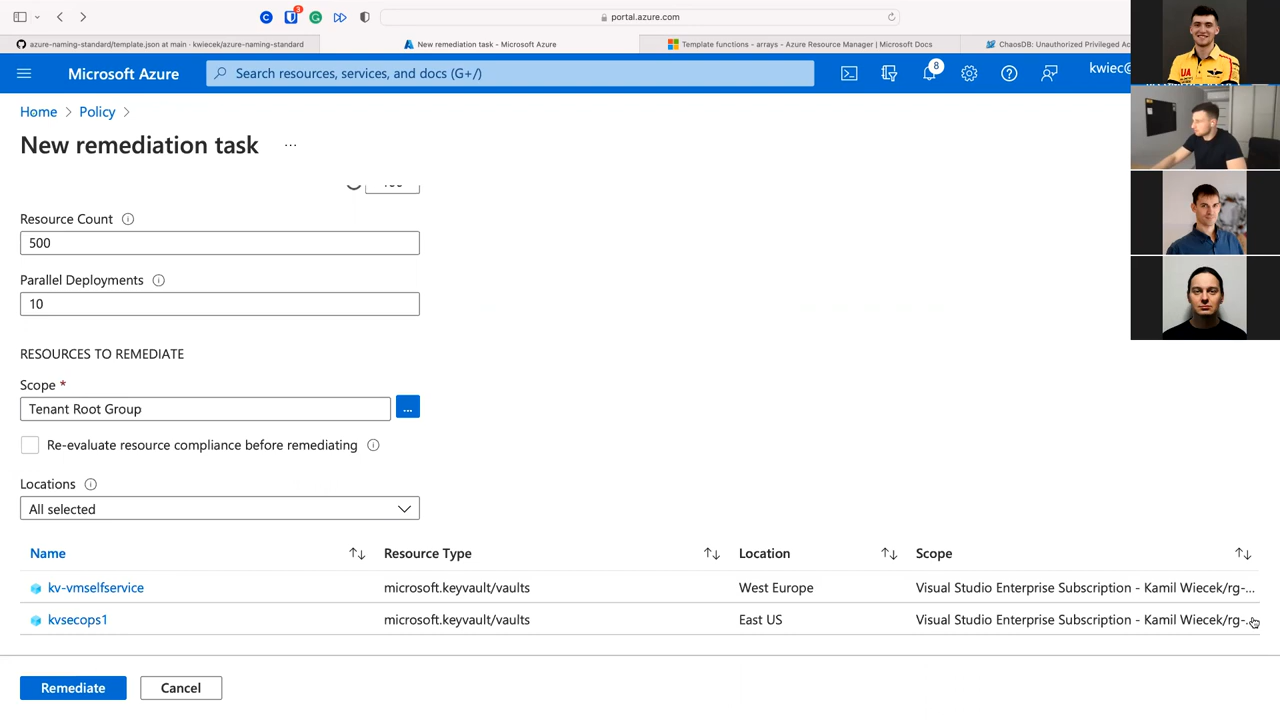 3
portal.azure.com
azure-naming-standard/template.json at main · kwiecek/azure-naming-standard
New remediation task - Microsoft Azure
Template functions - arrays - Azure Resource Manager | Microsoft Docs
ChaosDB: Unauthorized Privileged Ac
Microsoft Azure
Search resources, services, and docs (G+/)
8
kwiec@
Home > Policy >
New remediation task ...
Resource Count
500
Parallel Deployments
10
RESOURCES TO REMEDIATE
Scope *
Tenant Root Group
...
Re-evaluate resource compliance before remediating
Locations
All selected
Name Resource Type Location Scope
kv-vmselfservice microsoft.keyvault/vaults West Europe Visual Studio Enterprise Subscription - Kamil Wiecek/rg-...
kvsecops1 microsoft.keyvault/vaults East US Visual Studio Enterprise Subscription - Kamil Wiecek/rg-...
Remediate Cancel